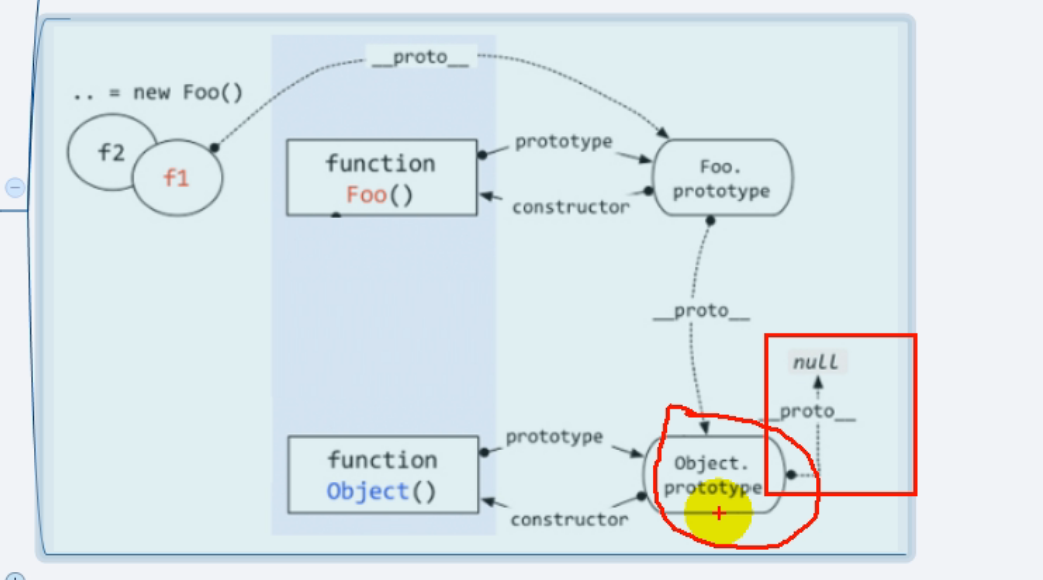 __proto__
.. = new Foo()
f2
f1
function
Foo()
prototype
constructor
Foo.
prototype
__proto__
null
__proto__
function
Object()
prototype
constructor
Object.
prototype